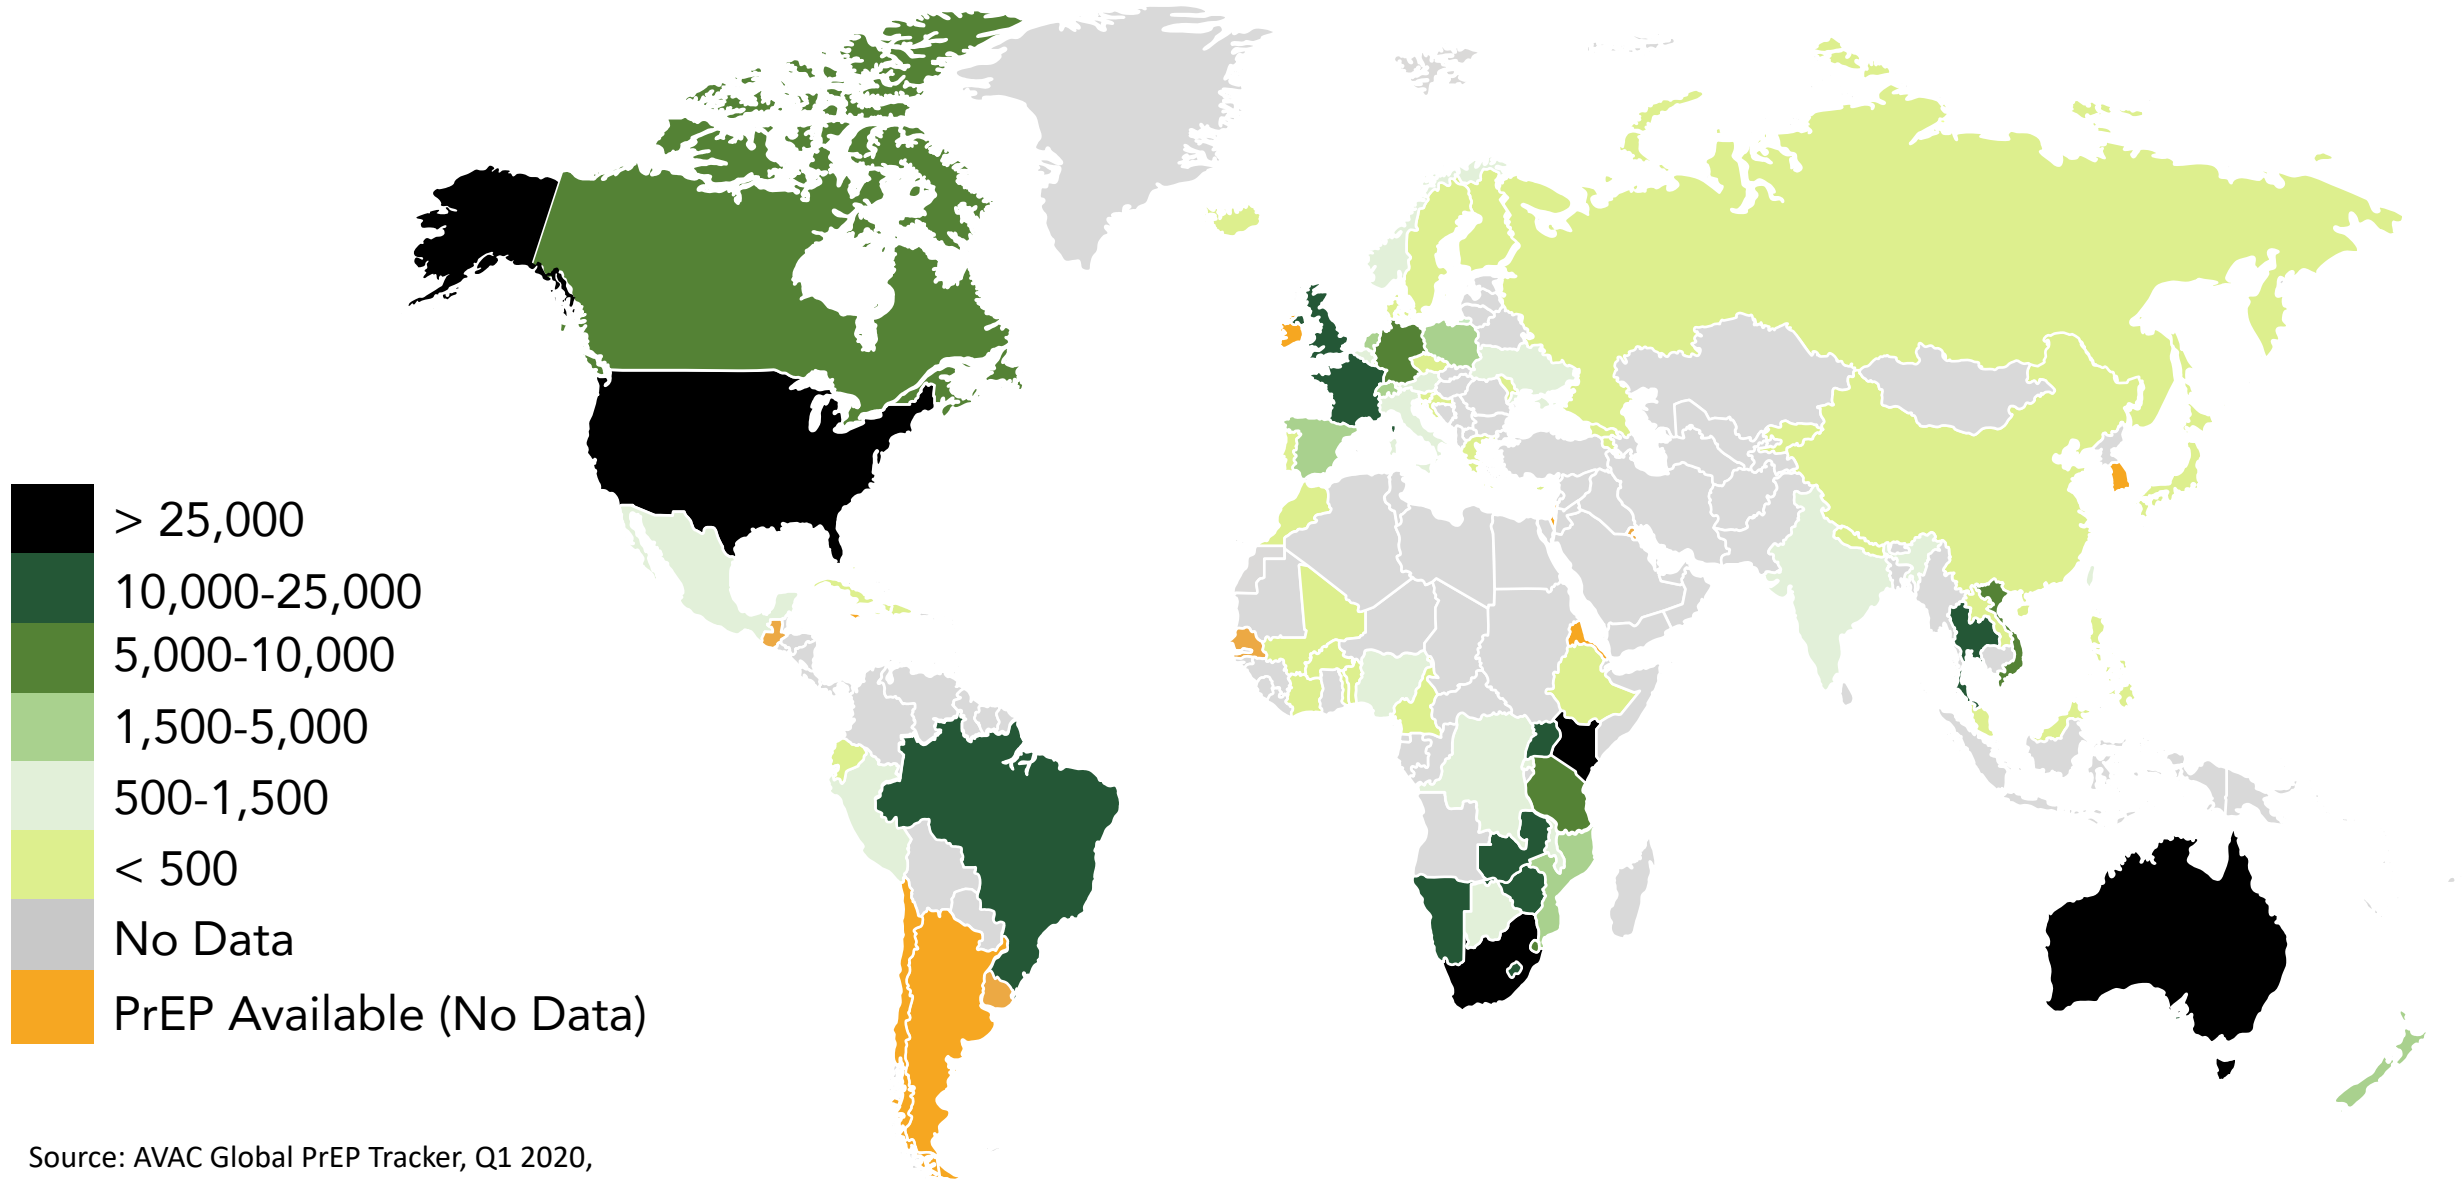 > 25,000
10,000-25,000
5,000-10,000
1,500-5,000
500-1,500
< 500
No Data
PrEP Available (No Data)
Source: AVAC Global PrEP Tracker, Q1 2020,